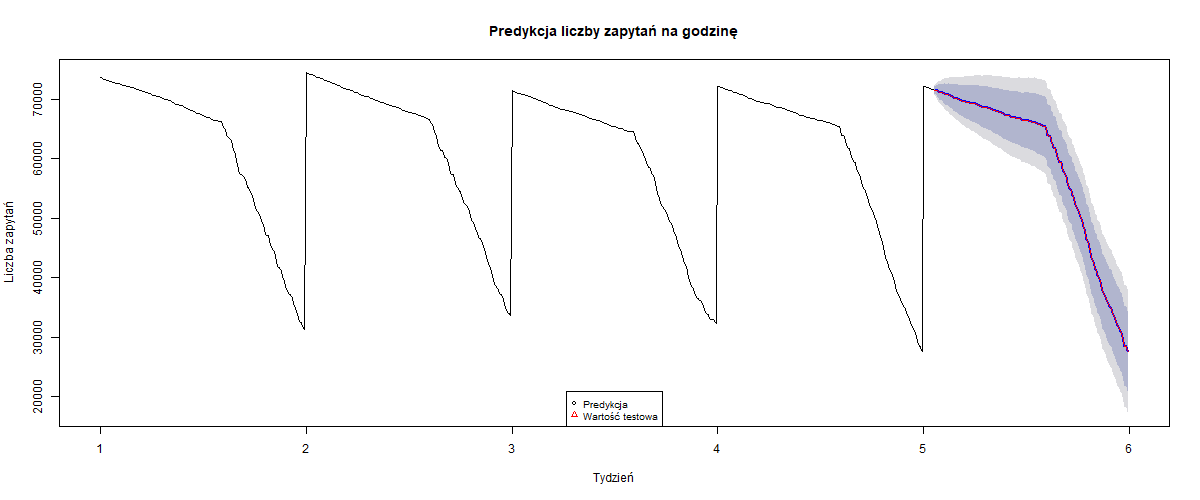 Predykcja liczby zapytań na godzinę
Liczba zapytań
70000
60000
50000
40000
30000
20000
Predykcja
Wartość testowa
1 2 3 4 5 6
Tydzień